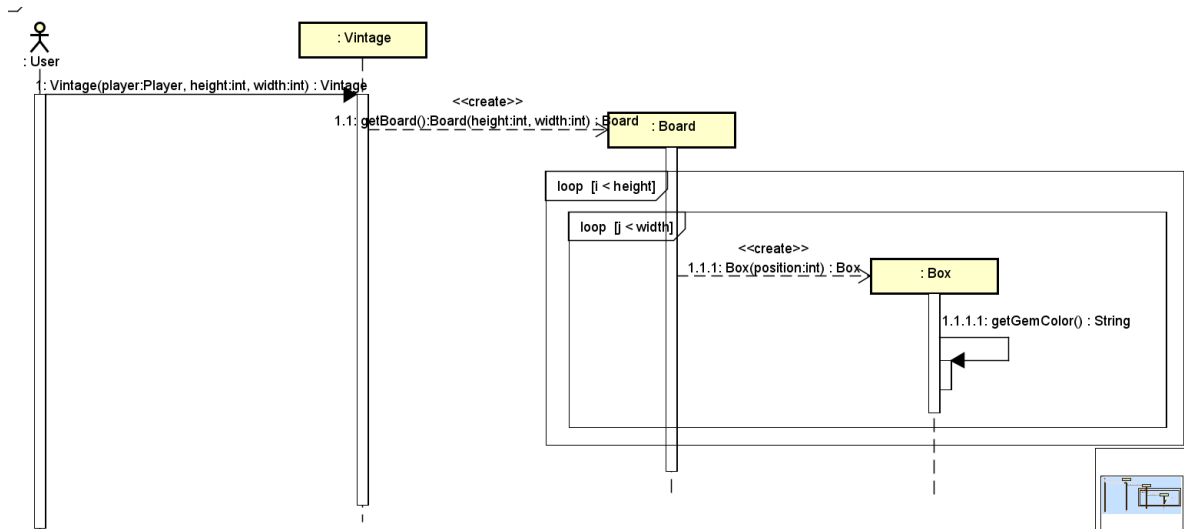 : User
: Vintage
1: Vintage(player:Player, height:int, width:int) : Vintage
<<create>>
1.1: getBoard():Board(height:int, width:int) : Board
: Board
loop [i < height]
loop [j < width]
<<create>>
1.1.1: Box(position:int) : Box
: Box
1.1.1.1: getGemColor() : String